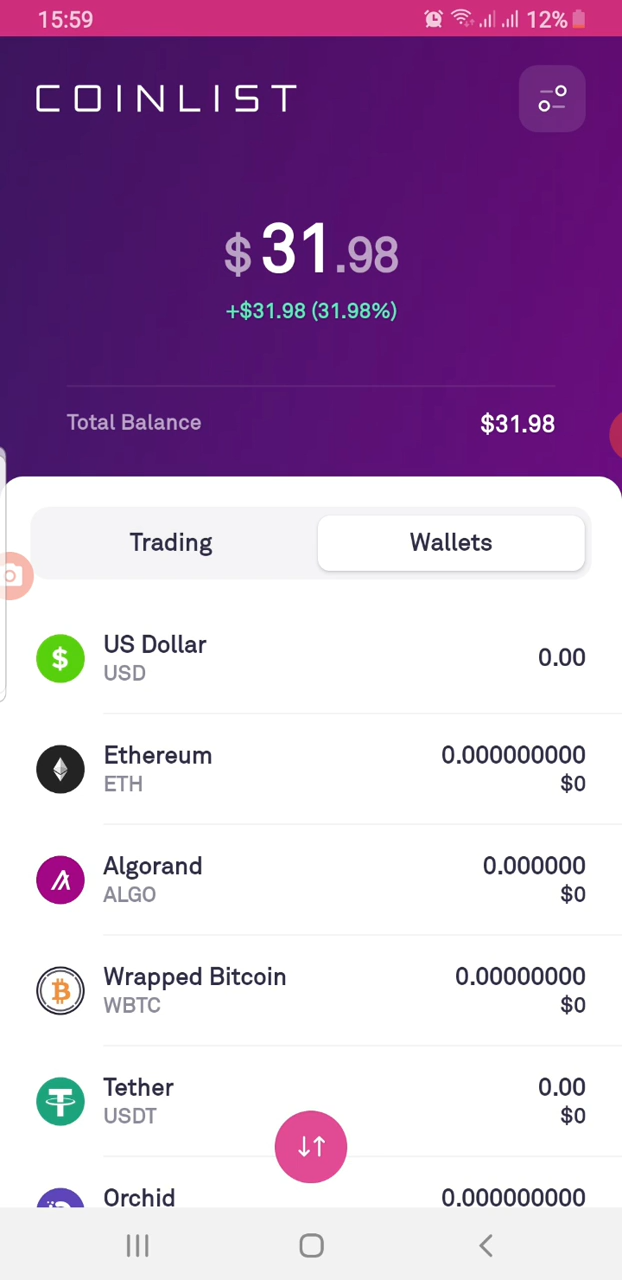 15:59 12%
COINLIST
$31.98
+$31.98 (31.98%)
Total Balance $31.98
Trading Wallets
US Dollar 0.00
USD
Ethereum 0.000000000
ETH $0
Algorand 0.000000
ALGO $0
Wrapped Bitcoin 0.00000000
WBTC $0
Tether 0.00
USDT $0
Orchid 0.000000000